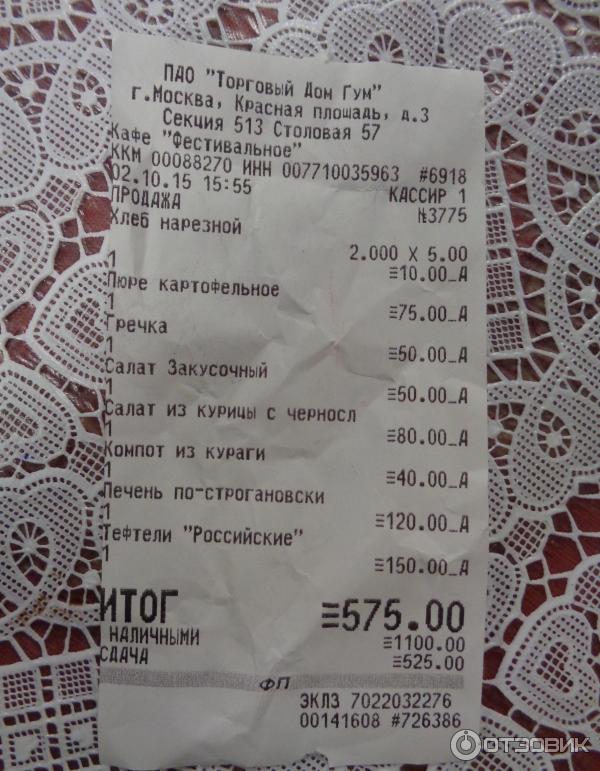 ПАО "Торговый Дом Гум"
г.Москва, Красная площадь, д.3
Секция 513 Столовая 57
Кафе "Фестивальное"
ККМ 00088270 ИНН 007710035963 #6918
02.10.15 15:55 КАССИР 1
ПРОДАЖА №3775
Хлеб нарезной
2.000 X 5.00
1 ≡10.00_А
Пюре картофельное
1 ≡75.00_А
Гречка
1 ≡50.00_А
Салат Закусочный
1 ≡50.00_А
Салат из курицы с чернosл
1 ≡80.00_А
Компот из кураги
1 ≡40.00_А
Печень по-строгановски
1 ≡120.00_А
Тефтели "Российские"
1 ≡150.00_А
ИТОГ ≡575.00
НАЛИЧНЫМИ ≡1100.00
СДАЧА ≡525.00
ФП
ЭКЛЗ 7022032276
00141608 #726386
ОТЗОВИК